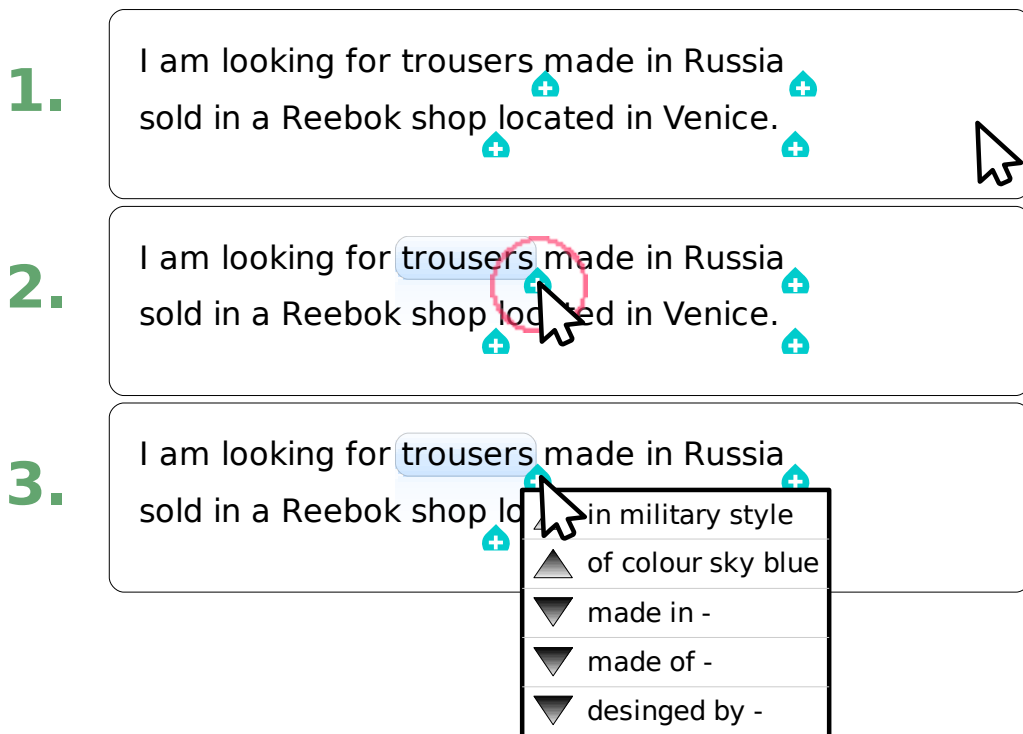 1.
I am looking for trousers made in Russia
sold in a Reebok shop located in Venice.
2.
I am looking for trousers made in Russia
sold in a Reebok shop located in Venice.
3.
I am looking for trousers made in Russia
sold in a Reebok shop lo
in military style
of colour sky blue
made in -
made of -
desinged by -